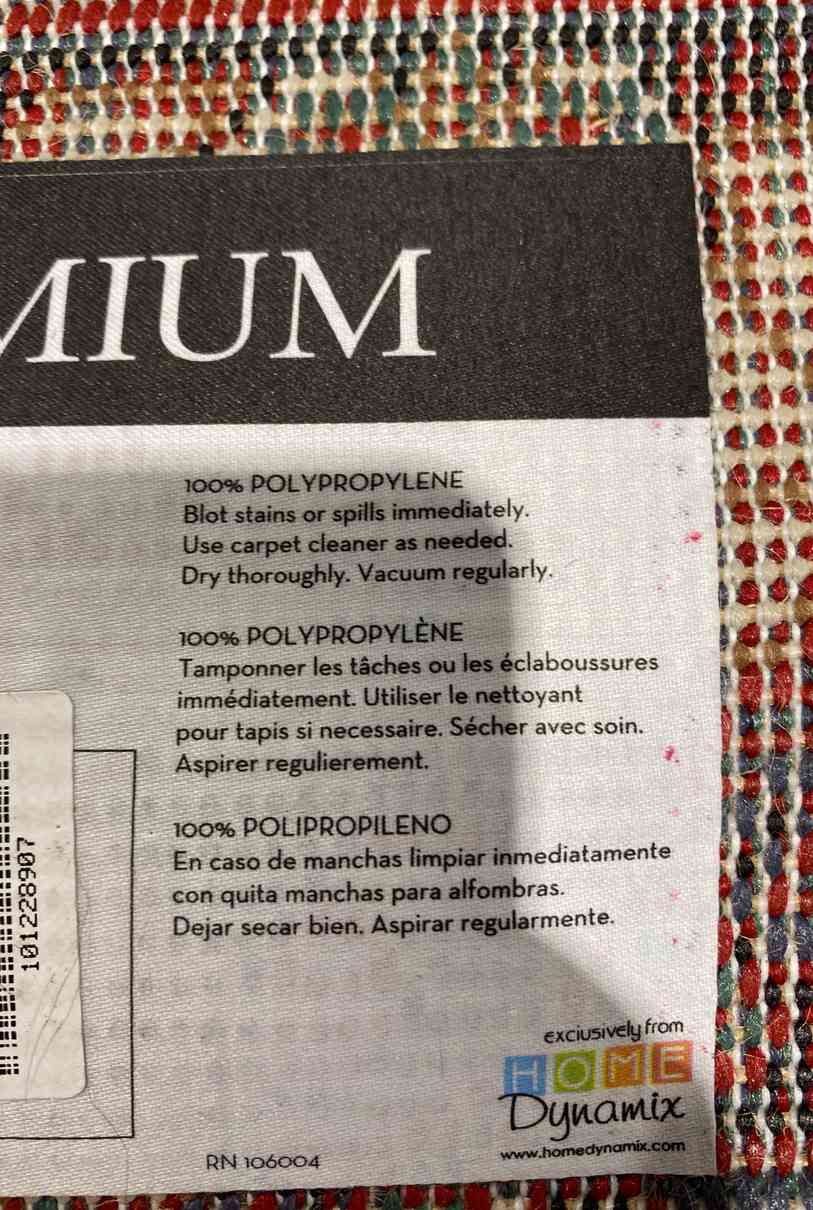 MIUM
100% POLYPROPYLENE
Blot stains or spills immediately.
Use carpet cleaner as needed.
Dry thoroughly. Vacuum regularly.
100% POLYPROPYLÈNE
Tamponner les tâches ou les éclaboussures
immédiatement. Utiliser le nettoyant
pour tapis si necessaire. Sécher avec soin.
Aspirer regulierement.
100% POLIPROPILENO
En caso de manchas limpiar inmediatamente
con quita manchas para alfombras.
Dejar secar bien. Aspirar regularmente.
101228907
exclusively from
HOME
Dynamix
www.homedynamix.com
RN 106004